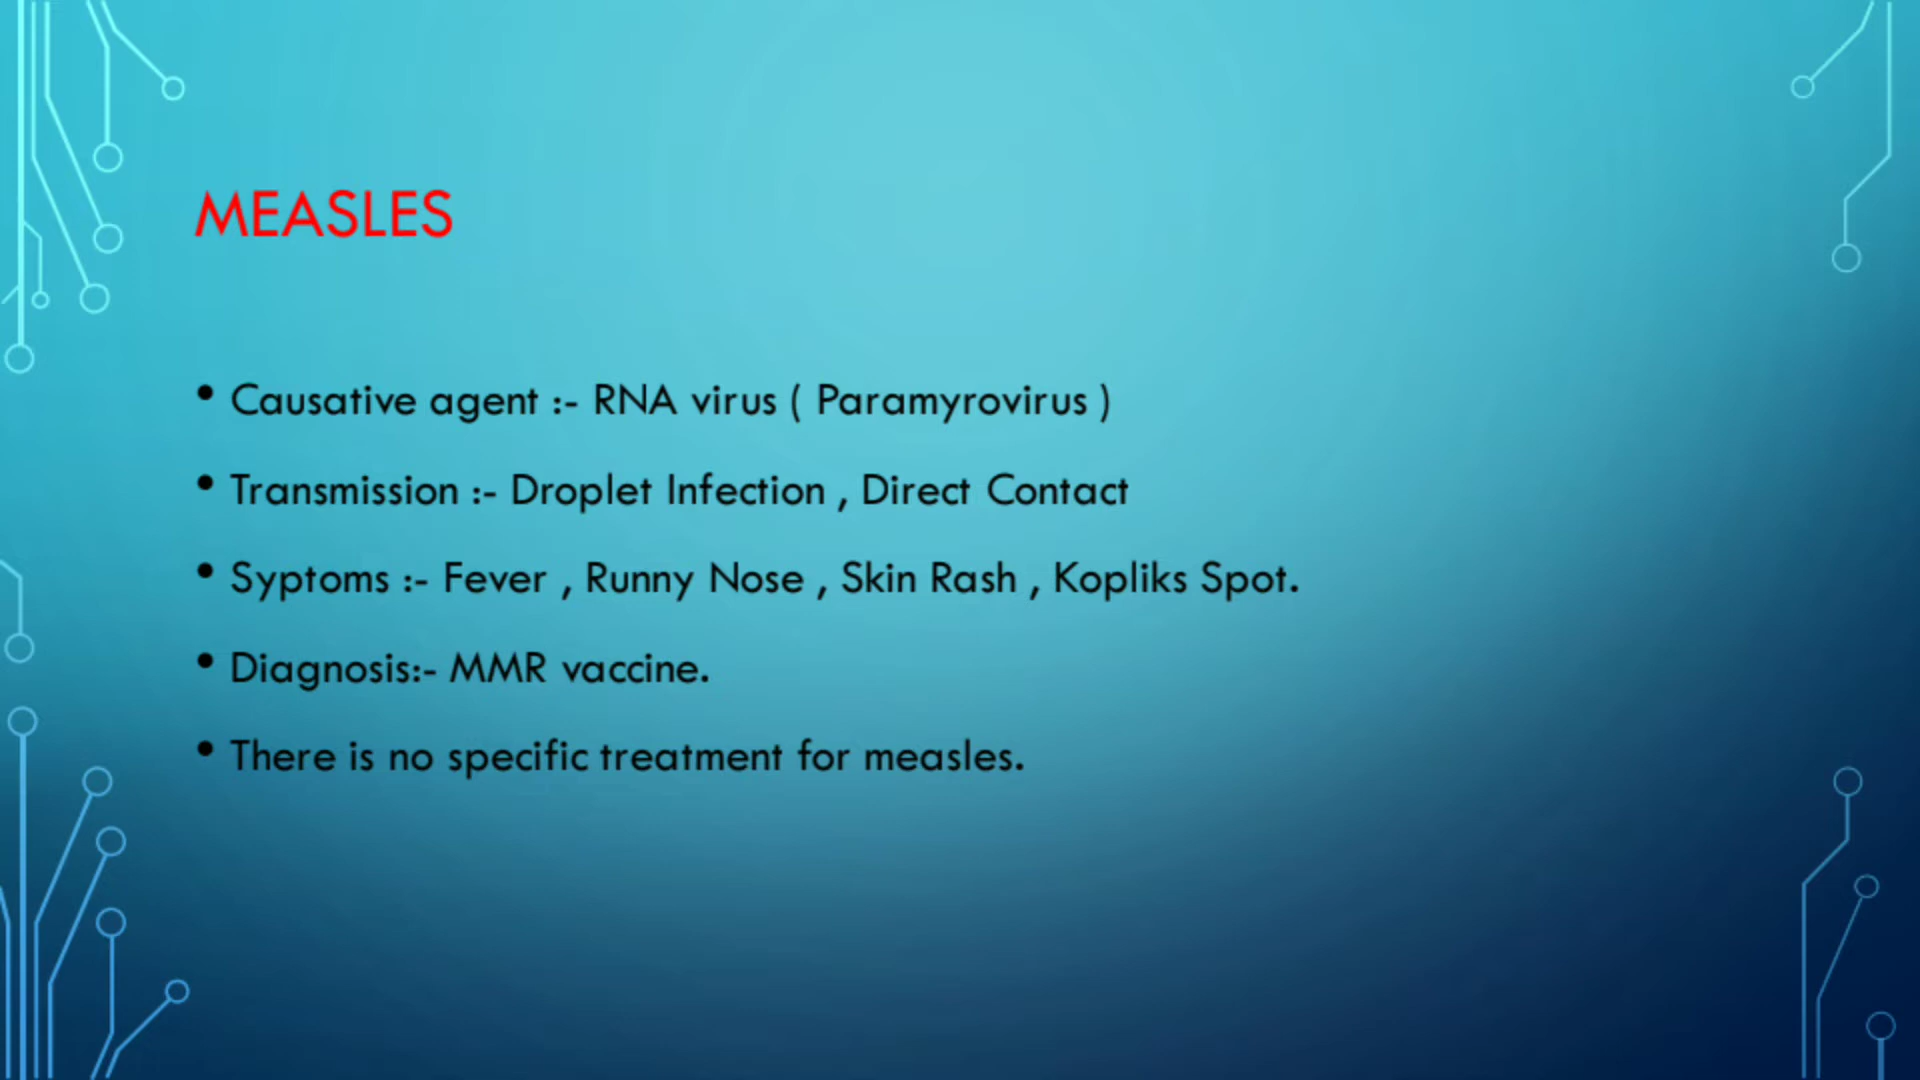 MEASLES
• Causative agent :- RNA virus ( Paramyrovirus )
• Transmission :- Droplet Infection , Direct Contact
• Syptoms :- Fever , Runny Nose , Skin Rash , Kopliks Spot.
• Diagnosis:- MMR vaccine.
• There is no specific treatment for measles.